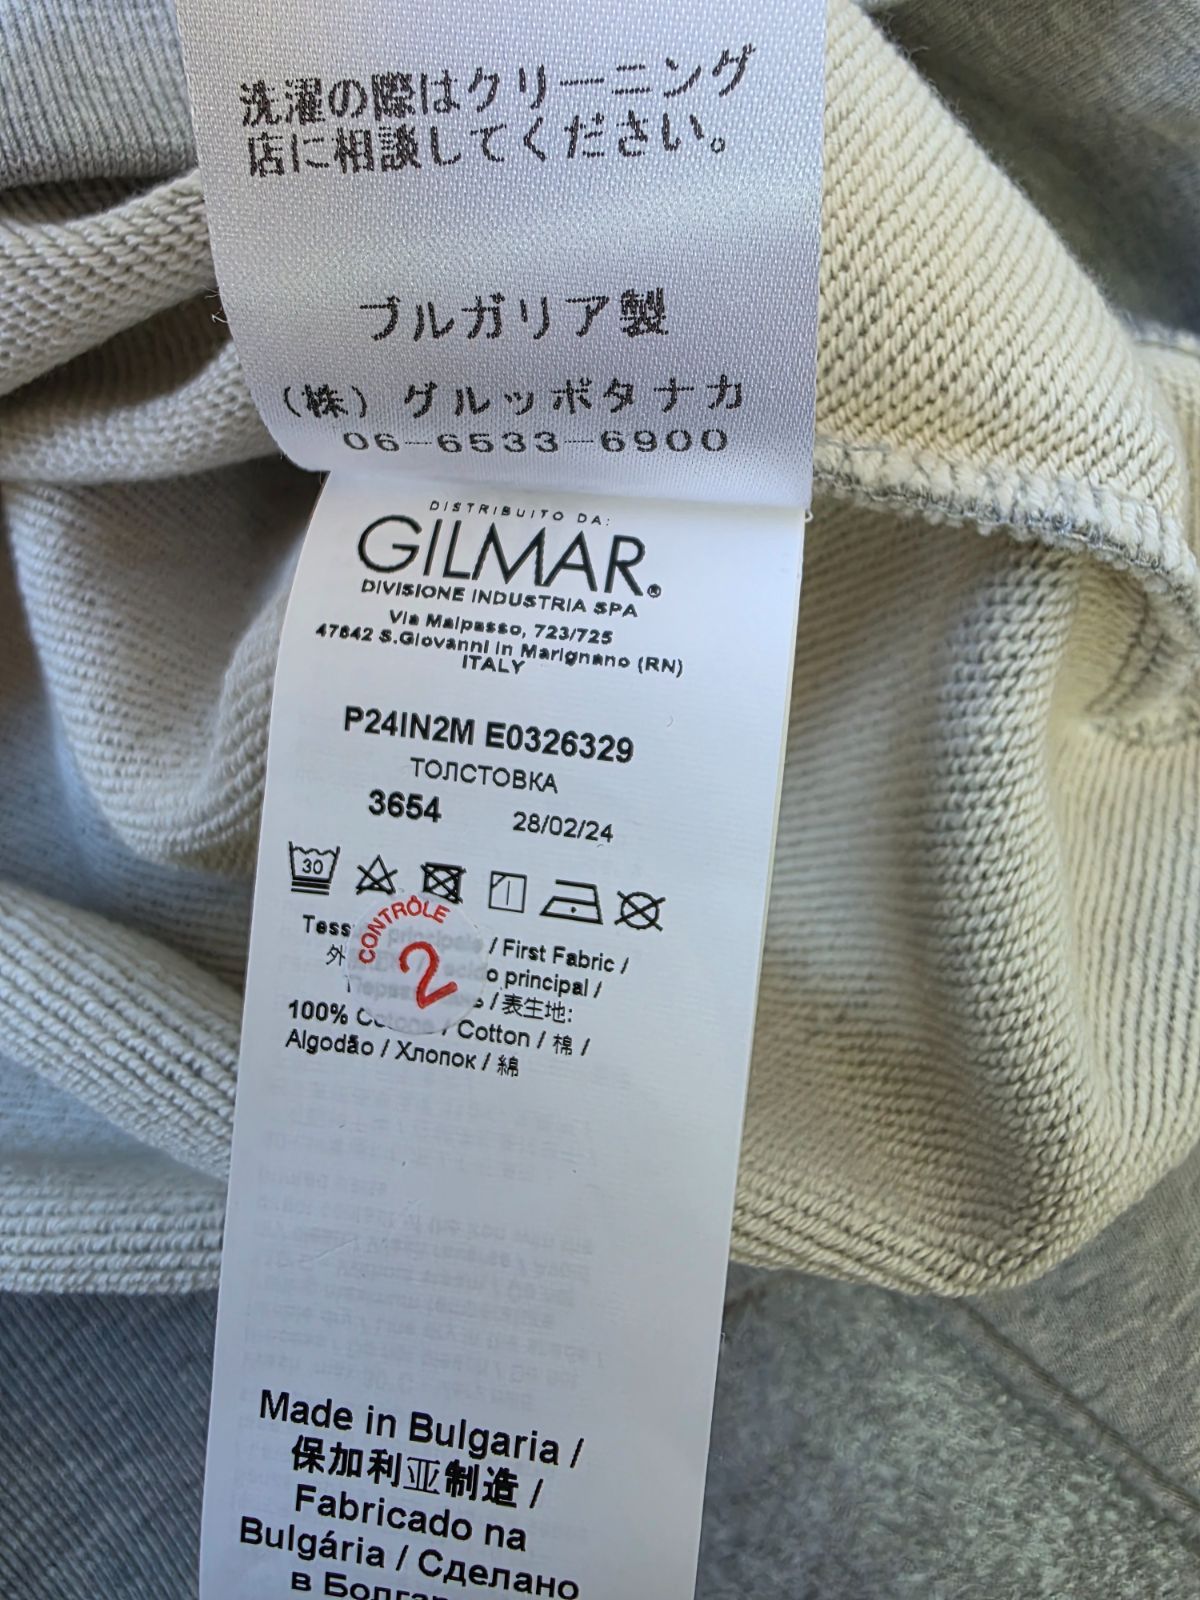 洗濯の際はクリーニング
店に相談してください。
ブルガリア製
(株) グルッポタナカ
06-6533-6900
DISTRIBUITO DA:
GILMAR®
DIVISIONE INDUSTRIA SPA
Via Malpasso, 723/725
47842 S.Giovanni in Marignano (RN)
ITALY
P24IN2M E0326329
ТОЛСТОВКА
3654 28/02/24
30
CONTRÔLE
2
Tess principale / First Fabric /
外 o principal /
/ 表生地:
100% Cotone / Cotton / 棉 /
Algodão / Хлопок / 綿
Made in Bulgaria /
保加利亚制造 /
Fabricado na
Bulgária / Сделано
в